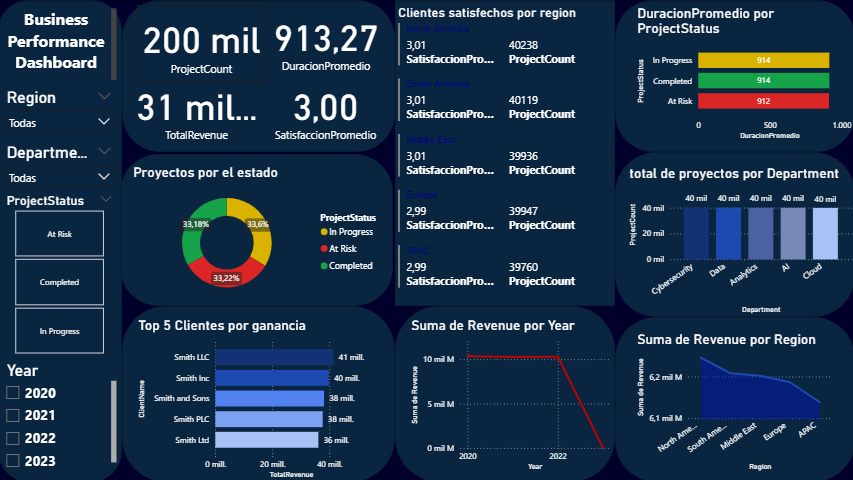 Business
Performance
Dashboard
Region
Todas
Departme...
Todas
ProjectStatus
At Risk
Completed
In Progress
Year
2020
2021
2022
2023
200 mil
ProjectCount
913,27
DuracionPromedio
31 mil...
TotalRevenue
3,00
SatisfaccionPromedio
Clientes satisfechos por region
North America
3,01 40238
SatisfaccionPro... ProjectCount
South America
3,01 40119
SatisfaccionPro... ProjectCount
Middle East
3,01 39936
SatisfaccionPro... ProjectCount
Europe
2,99 39947
SatisfaccionPro... ProjectCount
APAC
2,99 39760
SatisfaccionPro... ProjectCount
DuracionPromedio por
ProjectStatus
ProjectStatus
In Progress 914
Completed 914
At Risk 912
0 500 1.000
DuracionPromedio
Proyectos por el estado
33,18%
33,6%
33,22%
ProjectStatus
In Progress
At Risk
Completed
total de proyectos por Department
ProjectCount
40 mil
20 mil
0 mil
40 mil 40 mil 40 mil 40 mil 40 mil
Cybersecurity Data Analytics AI Cloud
Department
Top 5 Clientes por ganancia
ClientName
Smith LLC 41 mill.
Smith Inc 40 mill.
Smith and Sons 38 mill.
Smith PLC 38 mill.
Smith Ltd 36 mill.
0 mill. 20 mill. 40 mill.
TotalRevenue
Suma de Revenue por Year
Suma de Revenue
10 mil M
5 mil M
0 mil M
2020 2022
Year
Suma de Revenue por Region
Suma de Revenue
6,2 mil M
6,1 mil M
North Ame... South Ame... Middle East Europe APAC
Region